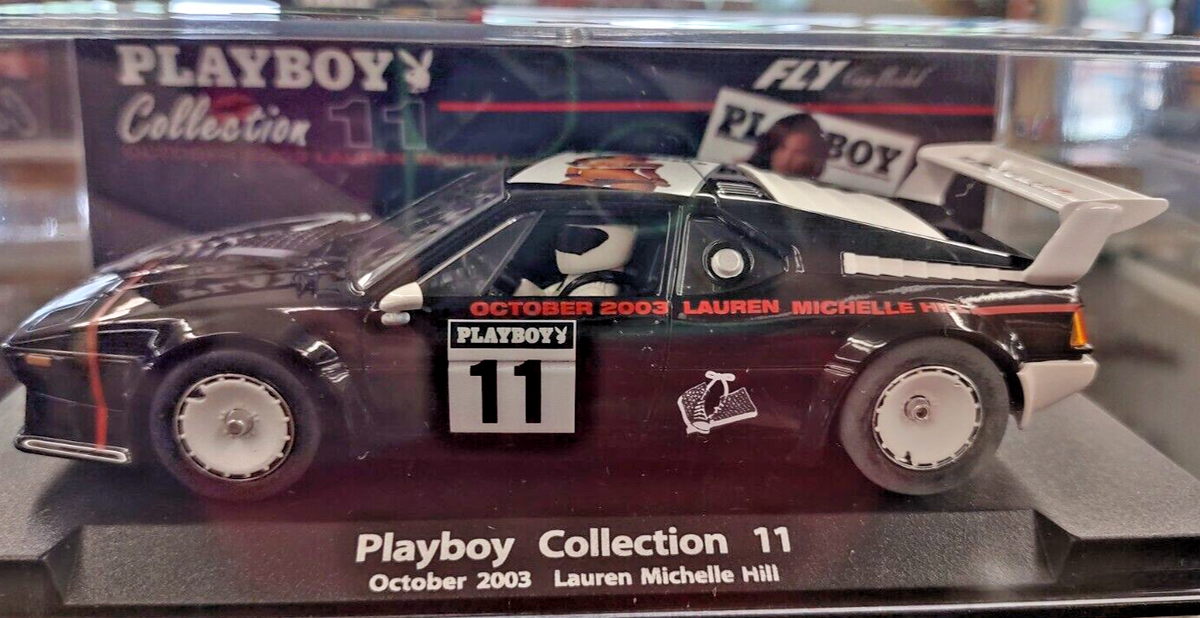 PLAYBOY
Collection 11
FLY
PLAYBOY
OCTOBER 2003 LAUREN MICHELLE HILL
PLAYBOY
11
Playboy Collection 11
October 2003 Lauren Michelle Hill